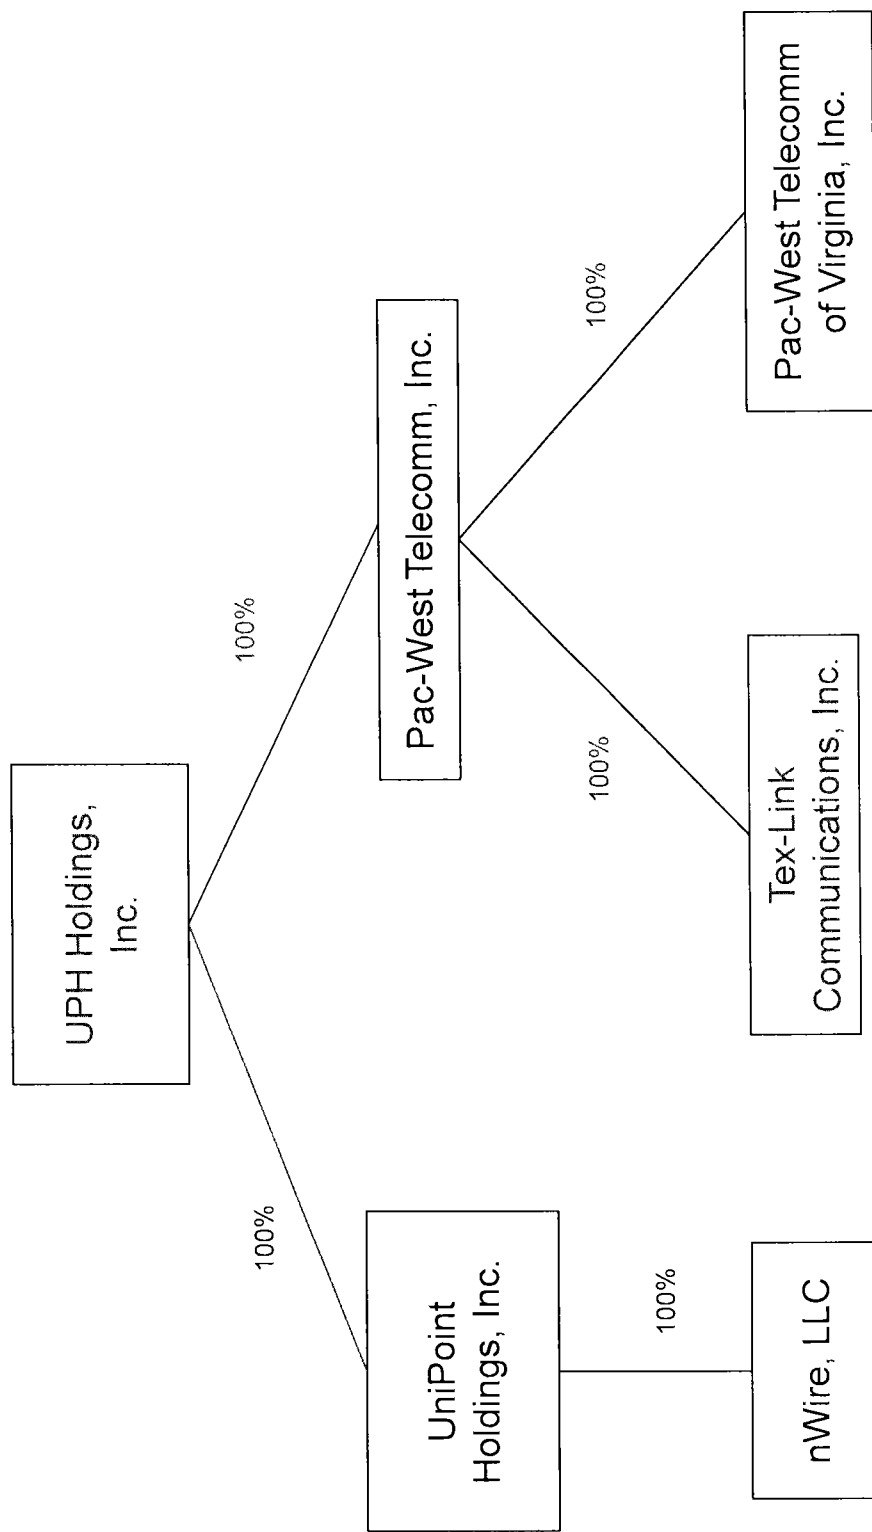 UPH Holdings,
Inc.
100%
100%
UniPoint
Holdings, Inc.
Pac-West Telecomm, Inc.
100%
100%
100%
nWire, LLC
Tex-Link
Communications, Inc.
Pac-West Telecomm
of Virginia, Inc.